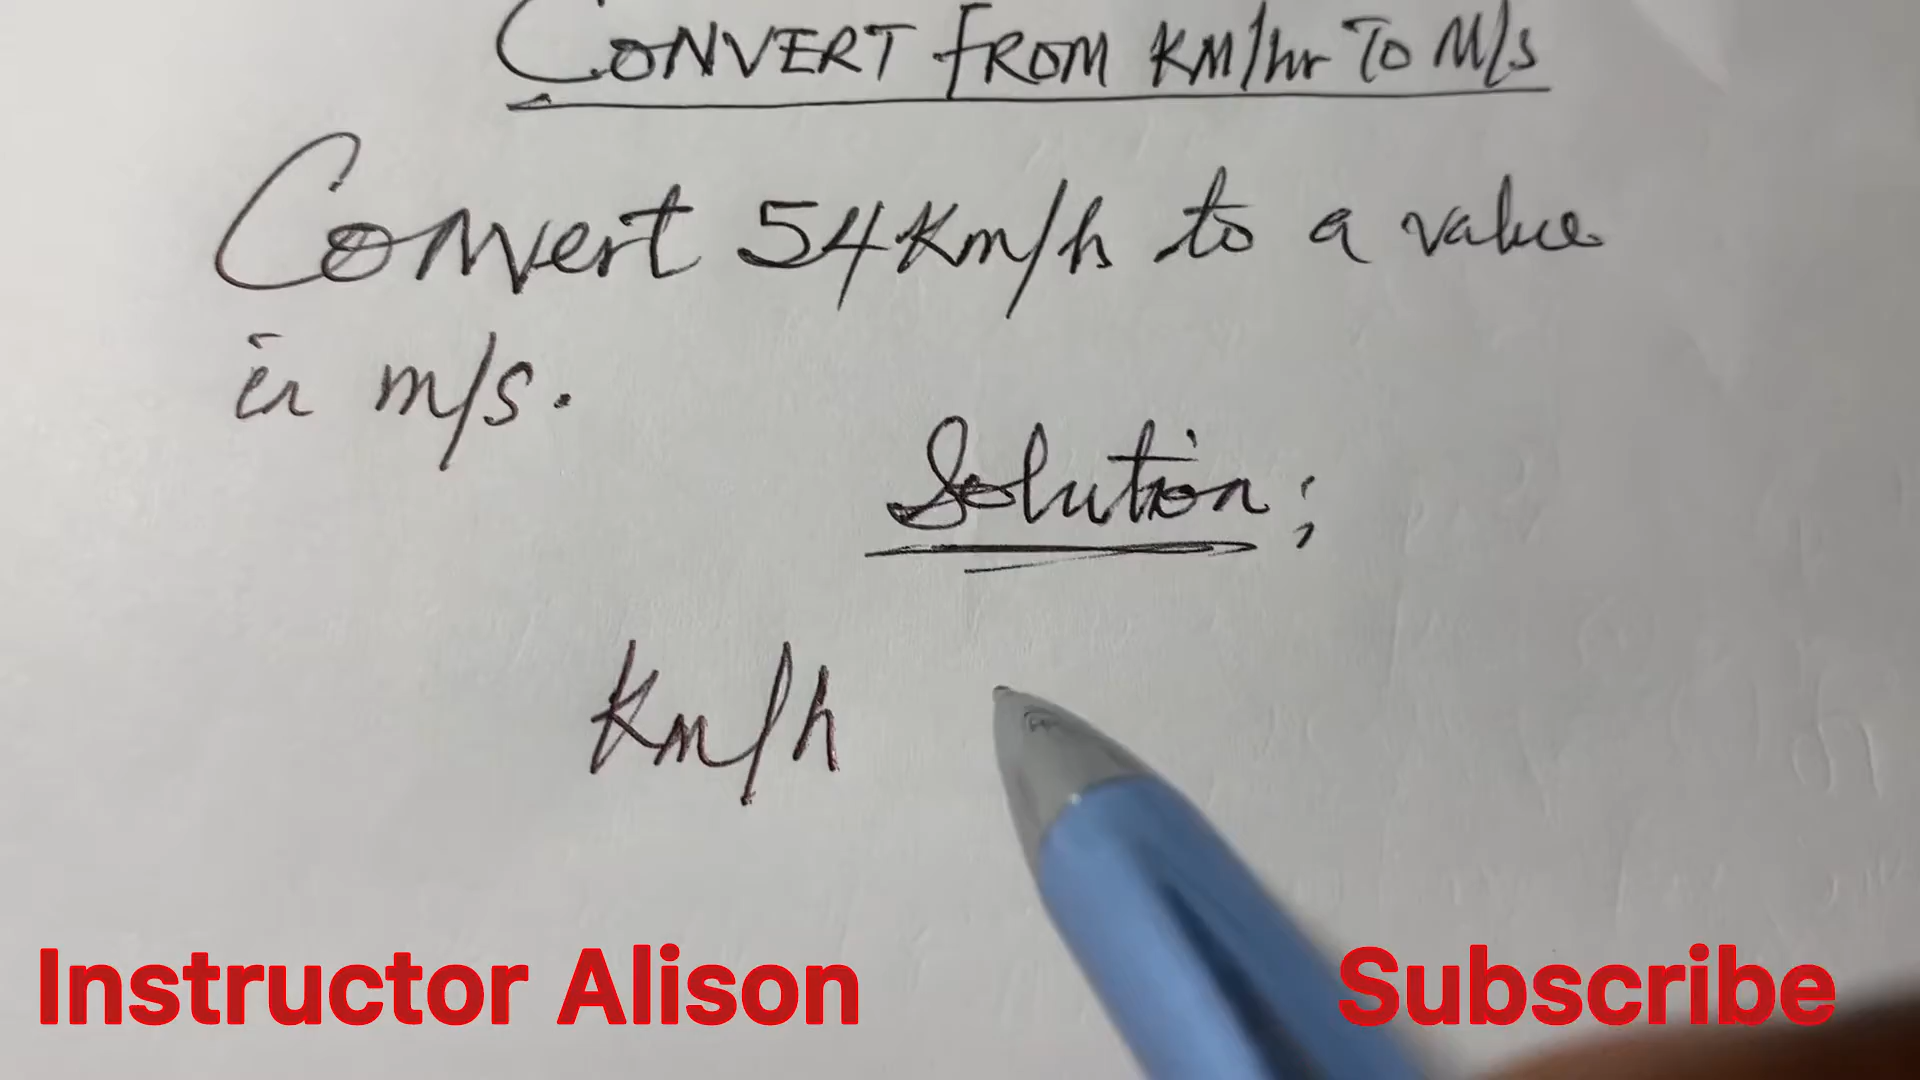 CONVERT FROM KM/hr TO M/s
Convert 54Km/h to a value
in m/s.
Solution;
Km/h
Instructor Alison
Subscribe